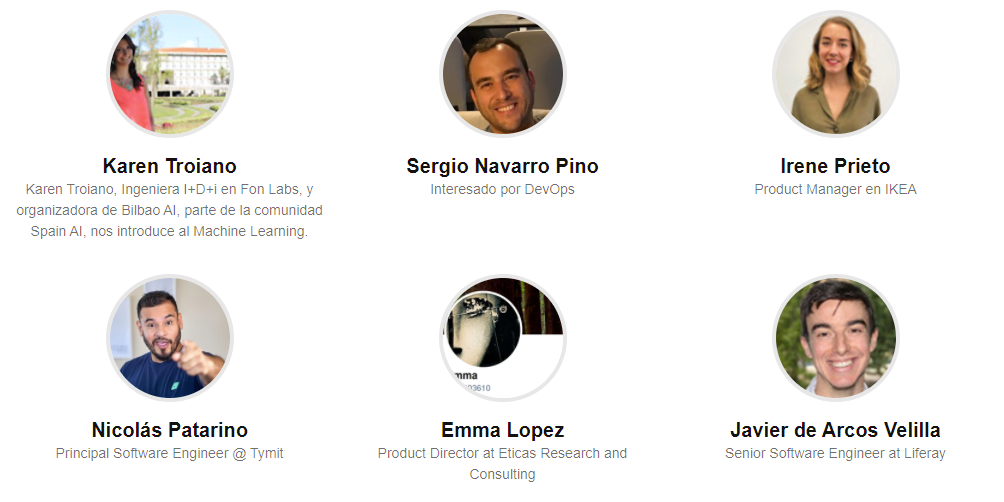 Karen Troiano
Karen Troiano, Ingeniera I+D+i en Fon Labs, y
organizadora de Bilbao AI, parte de la comunidad
Spain AI, nos introduce al Machine Learning.
Sergio Navarro Pino
Interesado por DevOps
Irene Prieto
Product Manager en IKEA
mma
03610
Nicolás Patarino
Principal Software Engineer @ Tymit
Emma Lopez
Product Director at Eticas Research and
Consulting
Javier de Arcos Velilla
Senior Software Engineer at Liferay